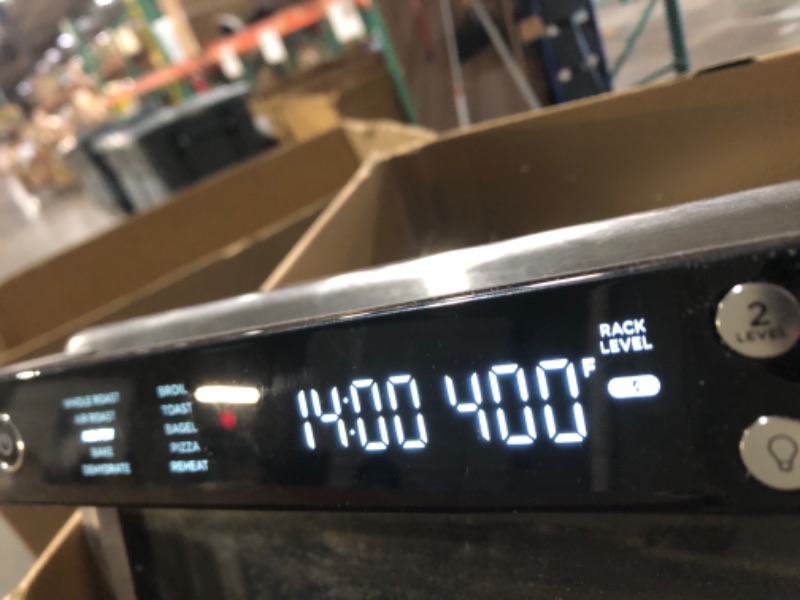 WHOLE ROAST
AIR ROAST
BAKE
DEHYDRATE
BROIL
TOAST
BAGEL
PIZZA
REHEAT
14:00 400 F
RACK
LEVEL
2
LEVEL